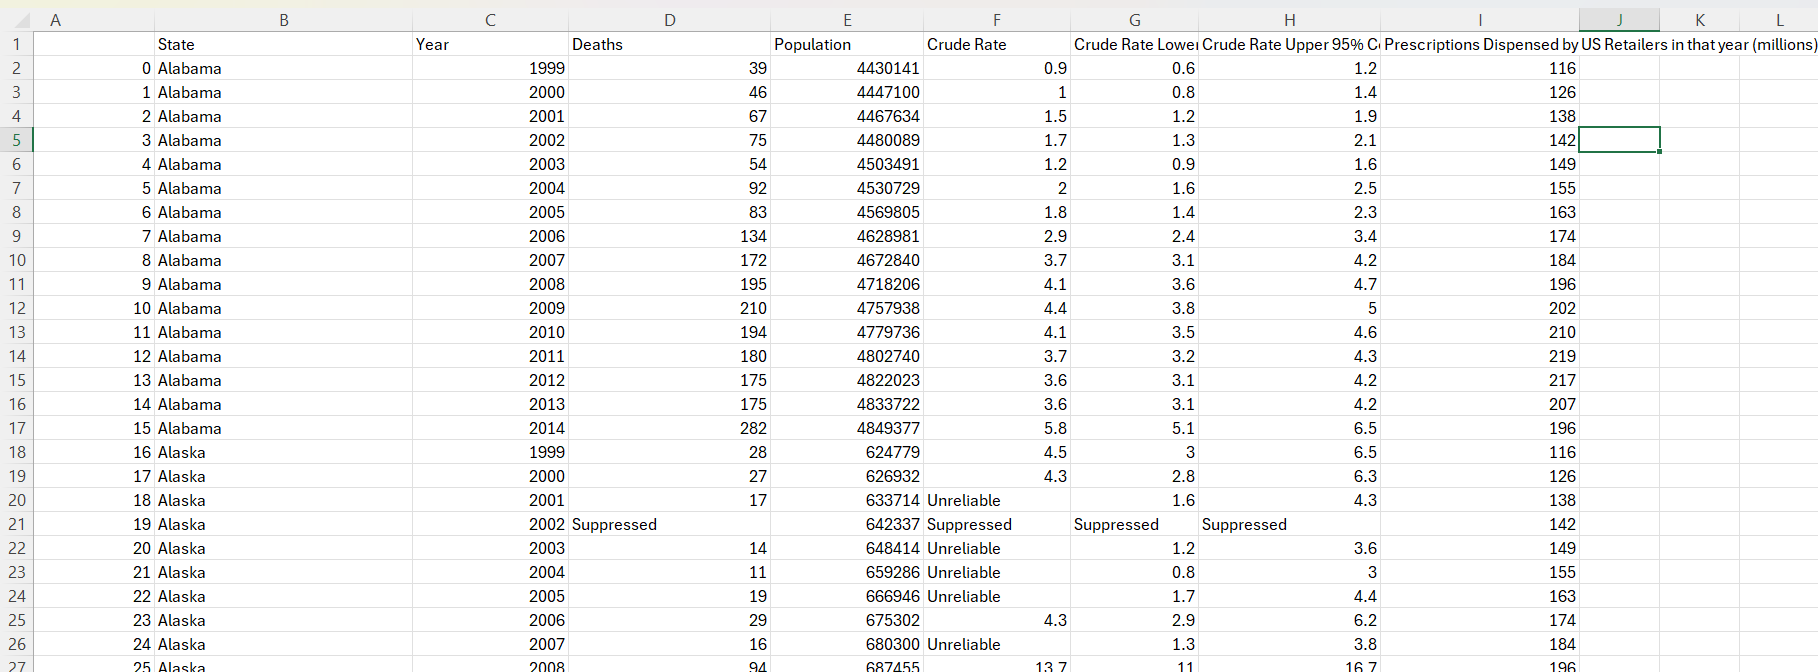 A B C D E F G H I J K L
1 State Year Deaths Population Crude Rate Crude Rate Lower Crude Rate Upper 95% Co Prescriptions Dispensed by US Retailers in that year (millions)
2 0 Alabama 1999 39 4430141 0.9 0.6 1.2 116
3 1 Alabama 2000 46 4447100 1 0.8 1.4 126
4 2 Alabama 2001 67 4467634 1.5 1.2 1.9 138
5 3 Alabama 2002 75 4480089 1.7 1.3 2.1 142
6 4 Alabama 2003 54 4503491 1.2 0.9 1.6 149
7 5 Alabama 2004 92 4530729 2 1.6 2.5 155
8 6 Alabama 2005 83 4569805 1.8 1.4 2.3 163
9 7 Alabama 2006 134 4628981 2.9 2.4 3.4 174
10 8 Alabama 2007 172 4672840 3.7 3.1 4.2 184
11 9 Alabama 2008 195 4718206 4.1 3.6 4.7 196
12 10 Alabama 2009 210 4757938 4.4 3.8 5 202
13 11 Alabama 2010 194 4779736 4.1 3.5 4.6 210
14 12 Alabama 2011 180 4802740 3.7 3.2 4.3 219
15 13 Alabama 2012 175 4822023 3.6 3.1 4.2 217
16 14 Alabama 2013 175 4833722 3.6 3.1 4.2 207
17 15 Alabama 2014 282 4849377 5.8 5.1 6.5 196
18 16 Alaska 1999 28 624779 4.5 3 6.5 116
19 17 Alaska 2000 27 626932 4.3 2.8 6.3 126
20 18 Alaska 2001 17 633714 Unreliable 1.6 4.3 138
21 19 Alaska 2002 Suppressed 642337 Suppressed Suppressed Suppressed 142
22 20 Alaska 2003 14 648414 Unreliable 1.2 3.6 149
23 21 Alaska 2004 11 659286 Unreliable 0.8 3 155
24 22 Alaska 2005 19 666946 Unreliable 1.7 4.4 163
25 23 Alaska 2006 29 675302 4.3 2.9 6.2 174
26 24 Alaska 2007 16 680300 Unreliable 1.3 3.8 184
27 25 Alaska 2008 94 687455 13.7 11 16.7 196